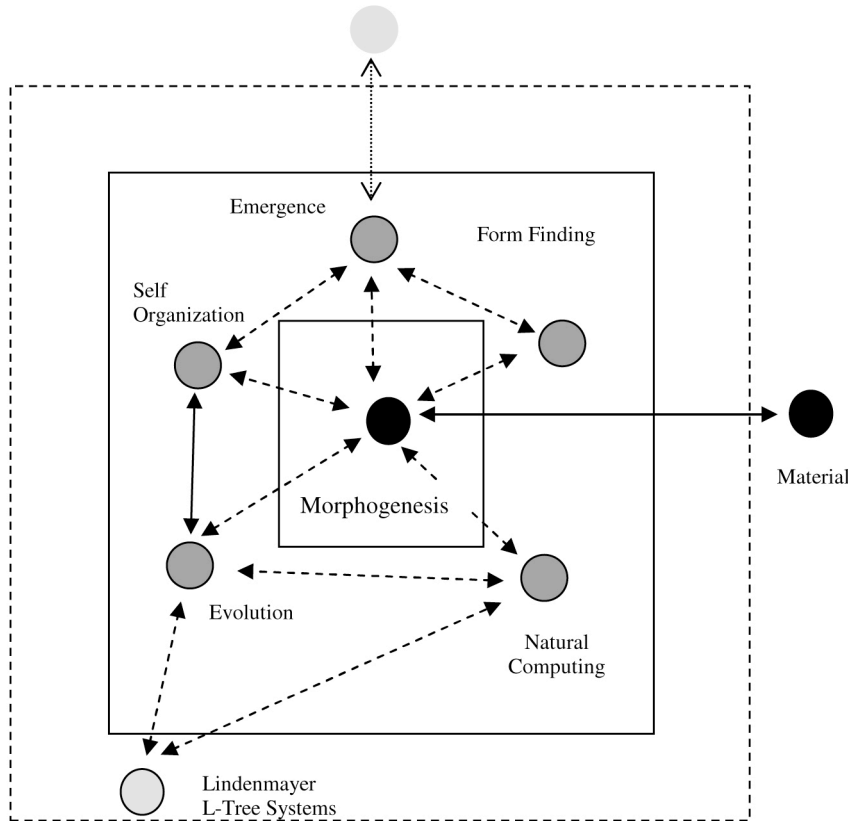 Emergence
Form Finding
Self
Organization
Material
Morphogenesis
Evolution
Natural
Computing
Lindenmayer
L-Tree Systems